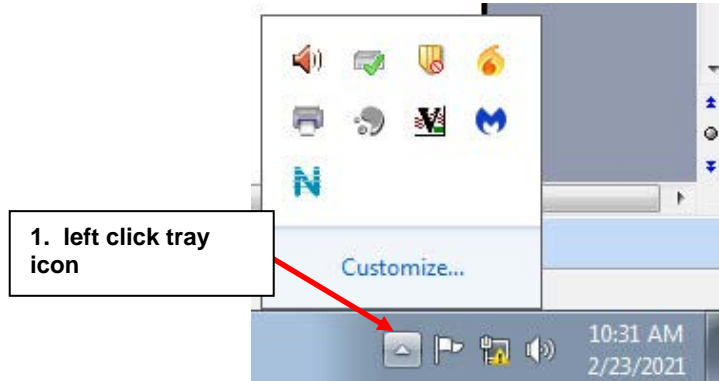 1. left click tray
icon
Customize...
10:31 AM
2/23/2021